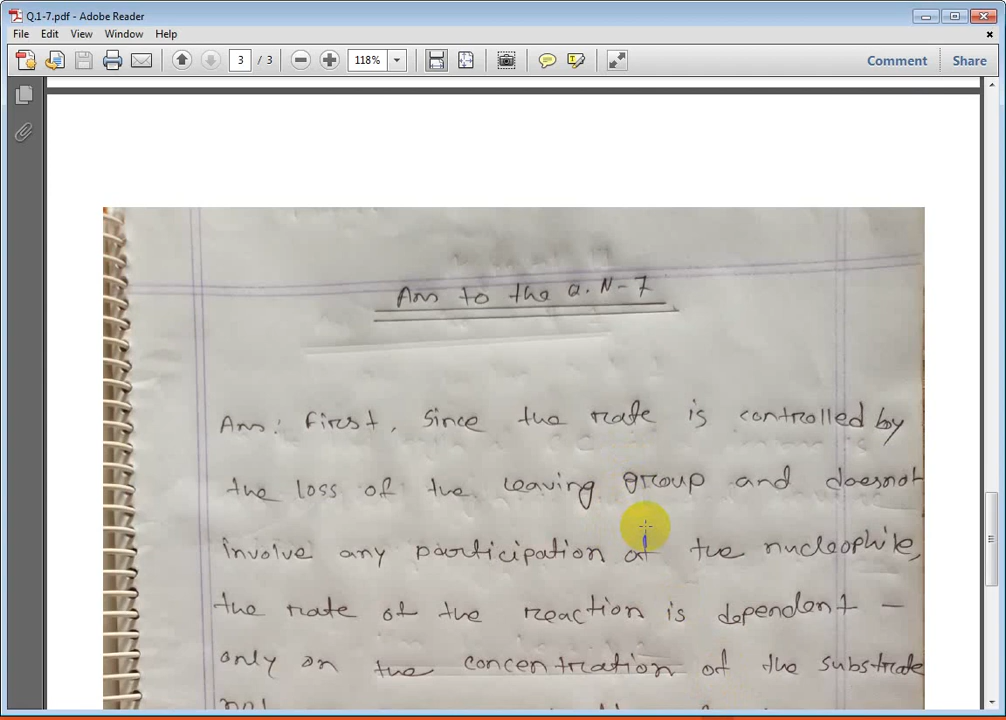 Q.1-7.pdf - Adobe Reader
File Edit View Window Help
3 / 3 118% Comment Share
Ans to the Q.N-7
Ans: First, since the rate is controlled by
the loss of the leaving group and doesnot
involve any participation of the nucleophile,
the rate of the reaction is dependent –
only on the concentration of the substrate
not